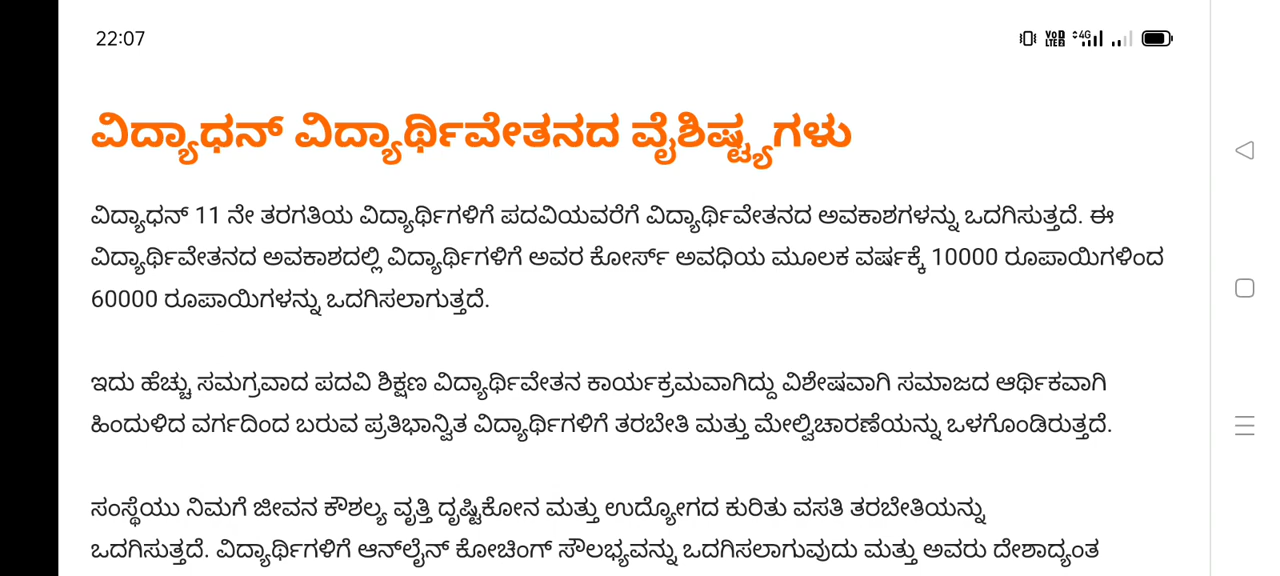 22:07
VoD LTE2 4G
ವಿದ್ಯಾಧನ್ ವಿದ್ಯಾರ್ಥಿವೇತನದ ವೈಶಿಷ್ಟ್ಯಗಳು
ವಿದ್ಯಾಧನ್ 11 ನೇ ತರಗತಿಯ ವಿದ್ಯಾರ್ಥಿಗಳಿಗೆ ಪದವಿಯವರೆಗೆ ವಿದ್ಯಾರ್ಥಿವೇತನದ ಅವಕಾಶಗಳನ್ನು ಒದಗಿಸುತ್ತದೆ. ಈ
ವಿದ್ಯಾರ್ಥಿವೇತನದ ಅವಕಾಶದಲ್ಲಿ ವಿದ್ಯಾರ್ಥಿಗಳಿಗೆ ಅವರ ಕೋರ್ಸ್ ಅವಧಿಯ ಮೂಲಕ ವರ್ಷಕ್ಕೆ 10000 ರೂಪಾಯಿಗಳಿಂದ
60000 ರೂಪಾಯಿಗಳನ್ನು ಒದಗಿಸಲಾಗುತ್ತದೆ.
ಇದು ಹೆಚ್ಚು ಸಮಗ್ರವಾದ ಪದವಿ ಶಿಕ್ಷಣ ವಿದ್ಯಾರ್ಥಿವೇತನ ಕಾರ್ಯಕ್ರಮವಾಗಿದ್ದು ವಿಶೇಷವಾಗಿ ಸಮಾಜದ ಆರ್ಥಿಕವಾಗಿ
ಹಿಂದುಳಿದ ವರ್ಗದಿಂದ ಬರುವ ಪ್ರತಿಭಾನ್ವಿತ ವಿದ್ಯಾರ್ಥಿಗಳಿಗೆ ತರಬೇತಿ ಮತ್ತು ಮೇಲ್ವಿಚಾರಣೆಯನ್ನು ಒಳಗೊಂಡಿರುತ್ತದೆ.
ಸಂಸ್ಥೆಯು ನಿಮಗೆ ಜೀವನ ಕೌಶಲ್ಯ ವೃತ್ತಿ ದೃಷ್ಟಿಕೋನ ಮತ್ತು ಉದ್ಯೋಗದ ಕುರಿತು ವಸತಿ ತರಬೇತಿಯನ್ನು
ಒದಗಿಸುತ್ತದೆ. ವಿದ್ಯಾರ್ಥಿಗಳಿಗೆ ಆನ್‌ಲೈನ್ ಕೋಚಿಂಗ್ ಸೌಲಭ್ಯವನ್ನು ಒದಗಿಸಲಾಗುವುದು ಮತ್ತು ಅವರು ದೇಶಾದ್ಯಂತ